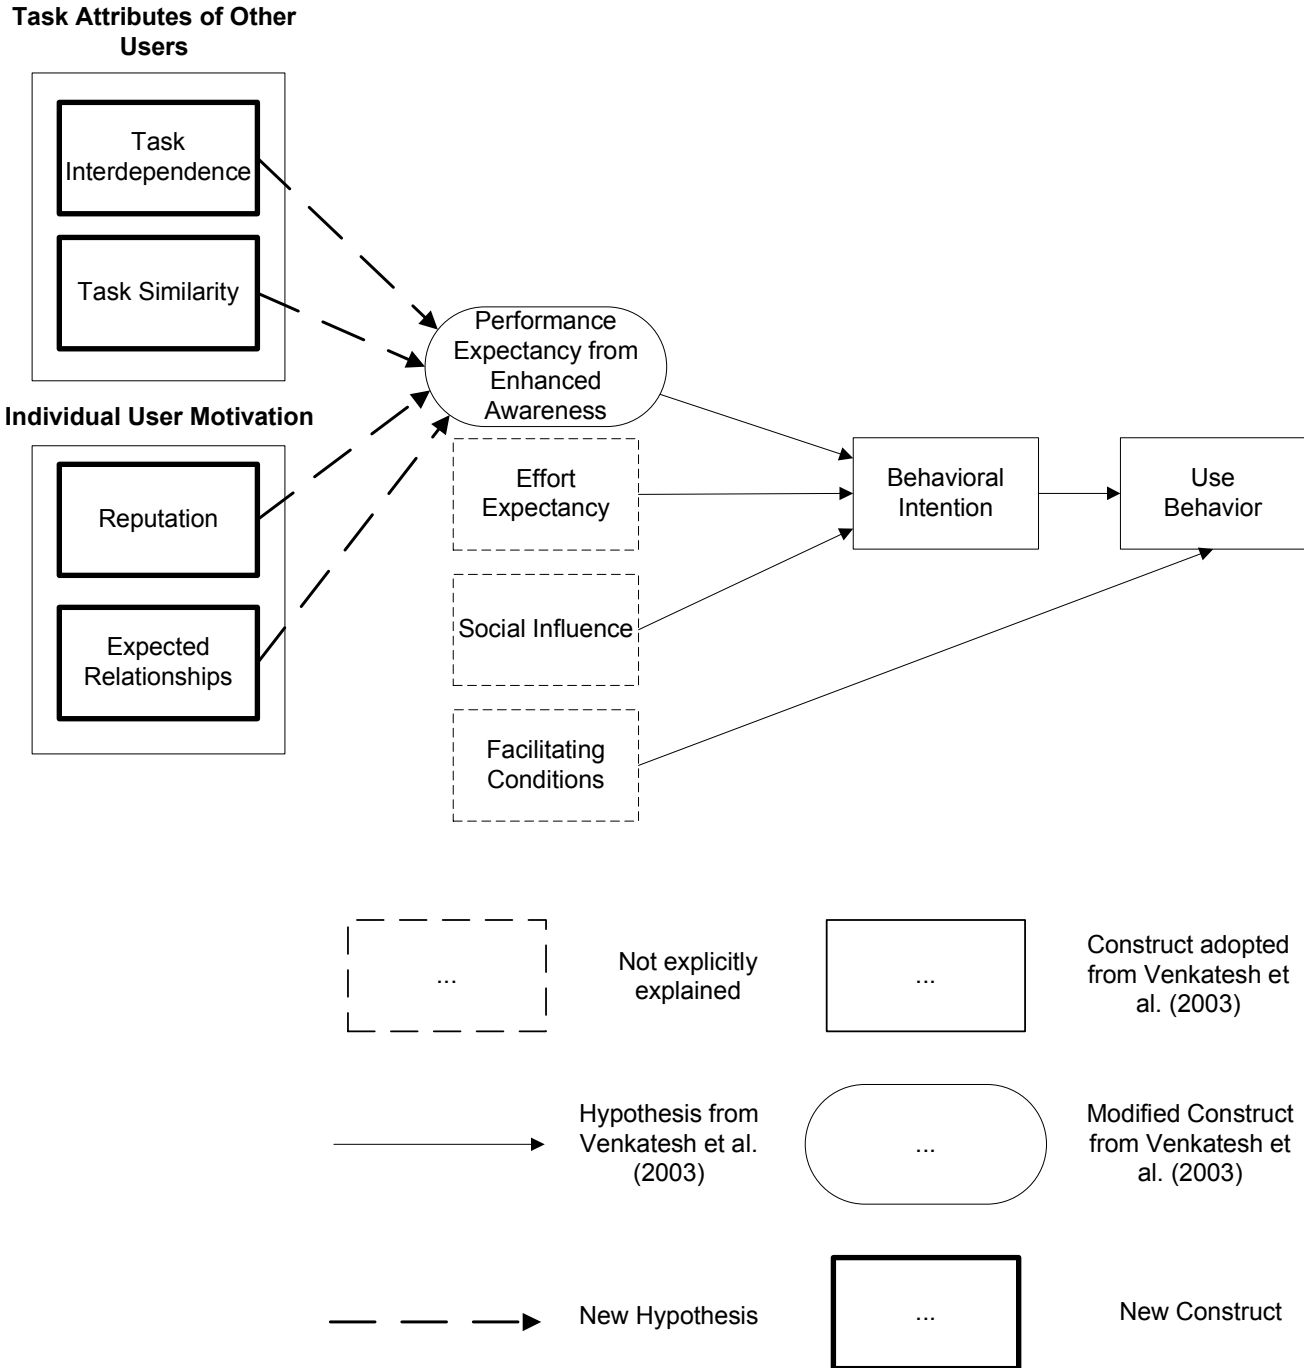 Task Attributes of Other
Users
Task
Interdependence
Task Similarity
Individual User Motivation
Reputation
Expected
Relationships
Performance
Expectancy from
Enhanced
Awareness
Effort
Expectancy
Social Influence
Facilitating
Conditions
Behavioral
Intention
Use
Behavior
...
Not explicitly
explained
...
Construct adopted
from Venkatesh et
al. (2003)
Hypothesis from
Venkatesh et al.
(2003)
...
Modified Construct
from Venkatesh et
al. (2003)
New Hypothesis
...
New Construct